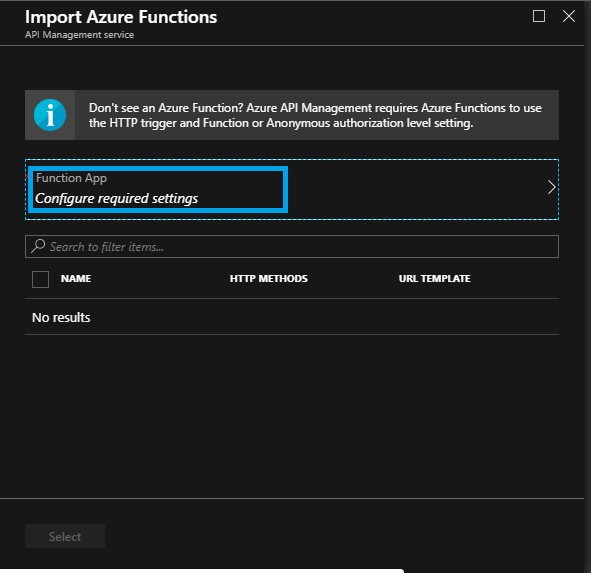 Import Azure Functions
API Management service
Don't see an Azure Function? Azure API Management requires Azure Functions to use
the HTTP trigger and Function or Anonymous authorization level setting.
Function App
Configure required settings
Search to filter items...
NAME HTTP METHODS URL TEMPLATE
No results
Select